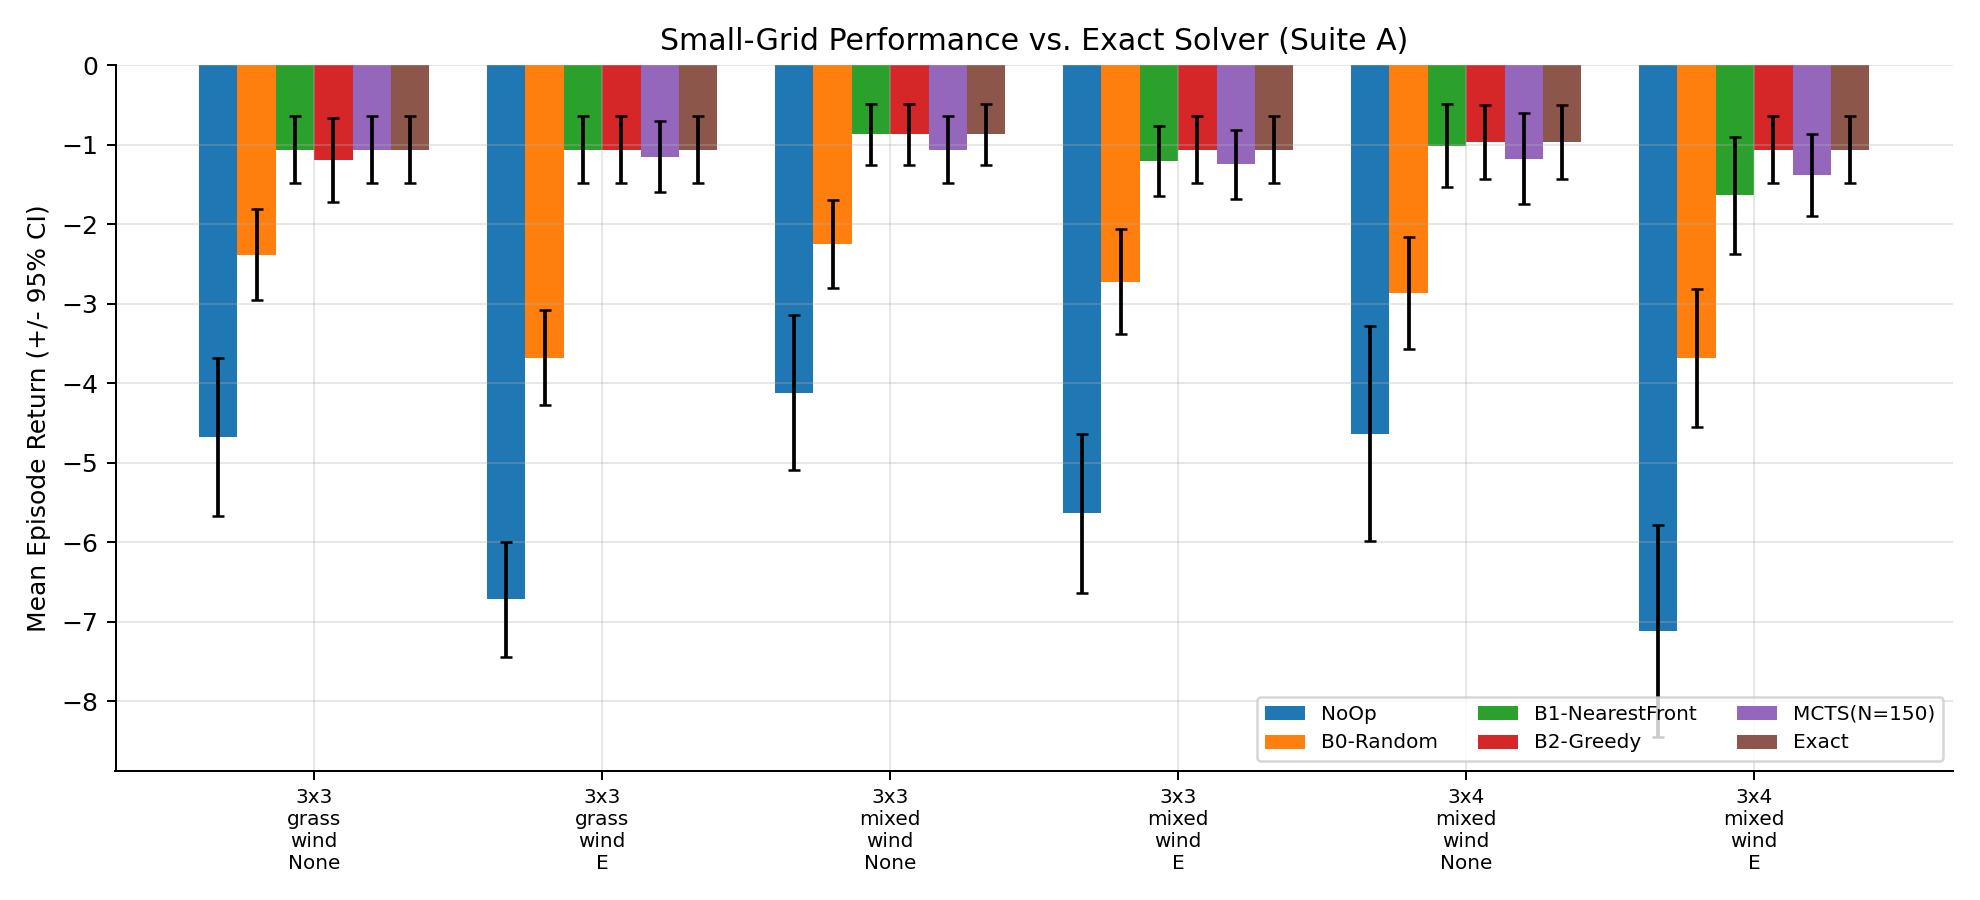 Small-Grid Performance vs. Exact Solver (Suite A)
Mean Episode Return (+/- 95% CI)
0
−1
−2
−3
−4
−5
−6
−7
−8
NoOp
B0-Random
B1-NearestFront
B2-Greedy
MCTS(N=150)
Exact
3x3
grass
wind
None
3x3
grass
wind
E
3x3
mixed
wind
None
3x3
mixed
wind
E
3x4
mixed
wind
None
3x4
mixed
wind
E